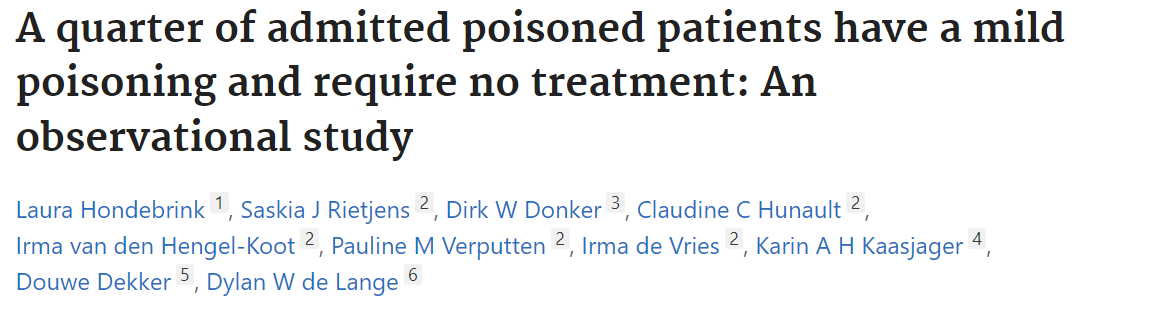 A quarter of admitted poisoned patients have a mild
poisoning and require no treatment: An
observational study
Laura Hondebrink 1, Saskia J Rietjens 2, Dirk W Donker 3, Claudine C Hunault 2,
Irma van den Hengel-Koot 2, Pauline M Verputten 2, Irma de Vries 2, Karin A H Kaasjager 4,
Douwe Dekker 5, Dylan W de Lange 6